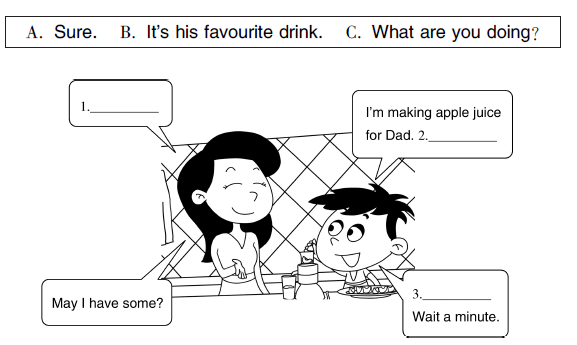 A. Sure. B. It's his favourite drink. C. What are you doing?
1.________
I'm making apple juice
for Dad. 2.________
May I have some?
3.________
Wait a minute.